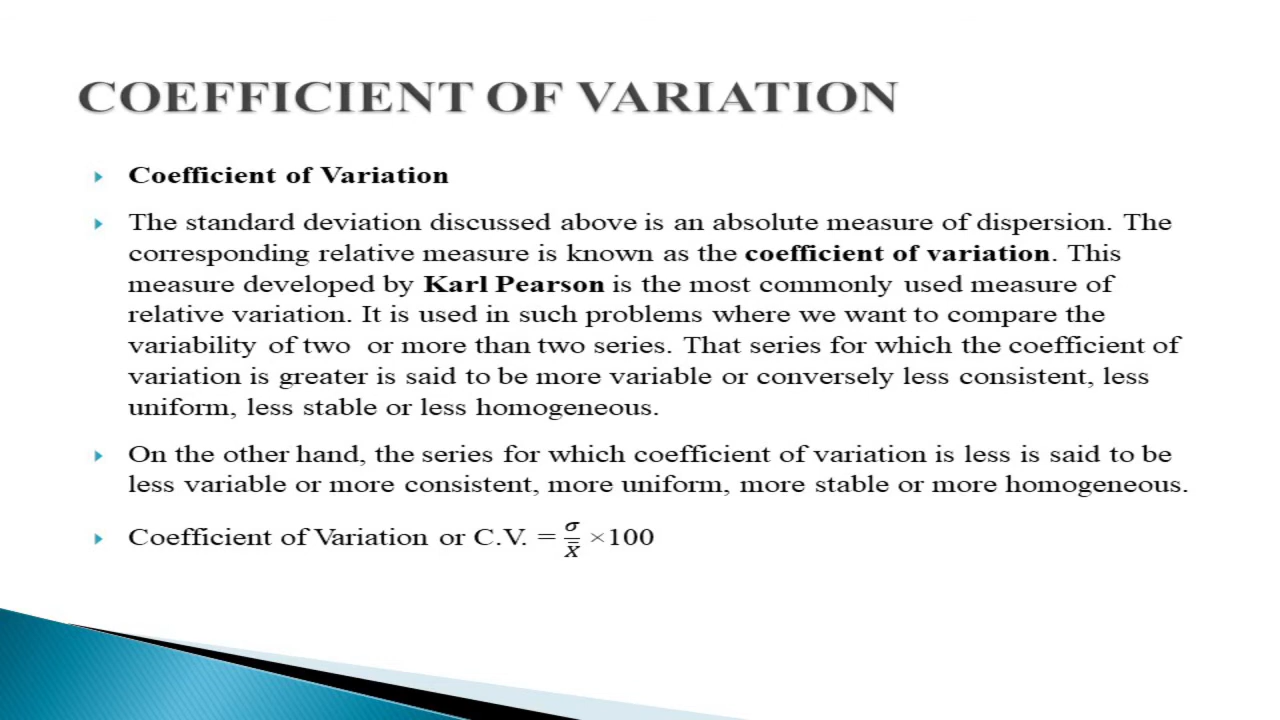 COEFFICIENT OF VARIATION
Coefficient of Variation
The standard deviation discussed above is an absolute measure of dispersion. The
corresponding relative measure is known as the coefficient of variation. This
measure developed by Karl Pearson is the most commonly used measure of
relative variation. It is used in such problems where we want to compare the
variability of two or more than two series. That series for which the coefficient of
variation is greater is said to be more variable or conversely less consistent, less
uniform, less stable or less homogeneous.
On the other hand, the series for which coefficient of variation is less is said to be
less variable or more consistent, more uniform, more stable or more homogeneous.
Coefficient of Variation or C.V. = σ/x̄ ×100